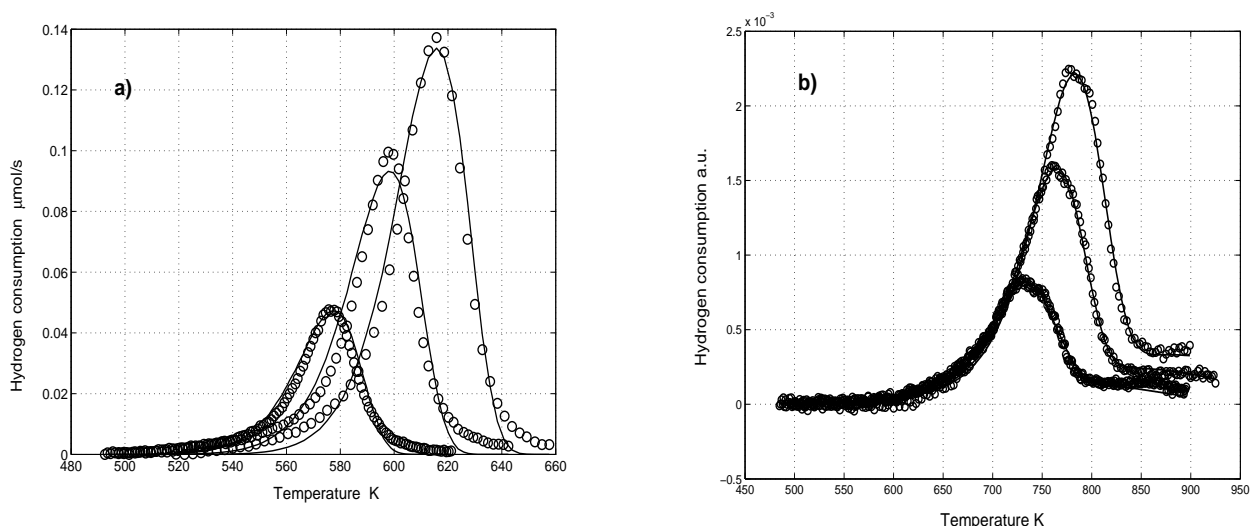 a)
Hydrogen consumption μmol/s
0.14
0.12
0.1
0.08
0.06
0.04
0.02
0
480 500 520 540 560 580 600 620 640 660
Temperature K
b)
Hydrogen consumption a.u.
x 10⁻³
2.5
2
1.5
1
0.5
0
−0.5
450 500 550 600 650 700 750 800 850 900 950
Temperature K